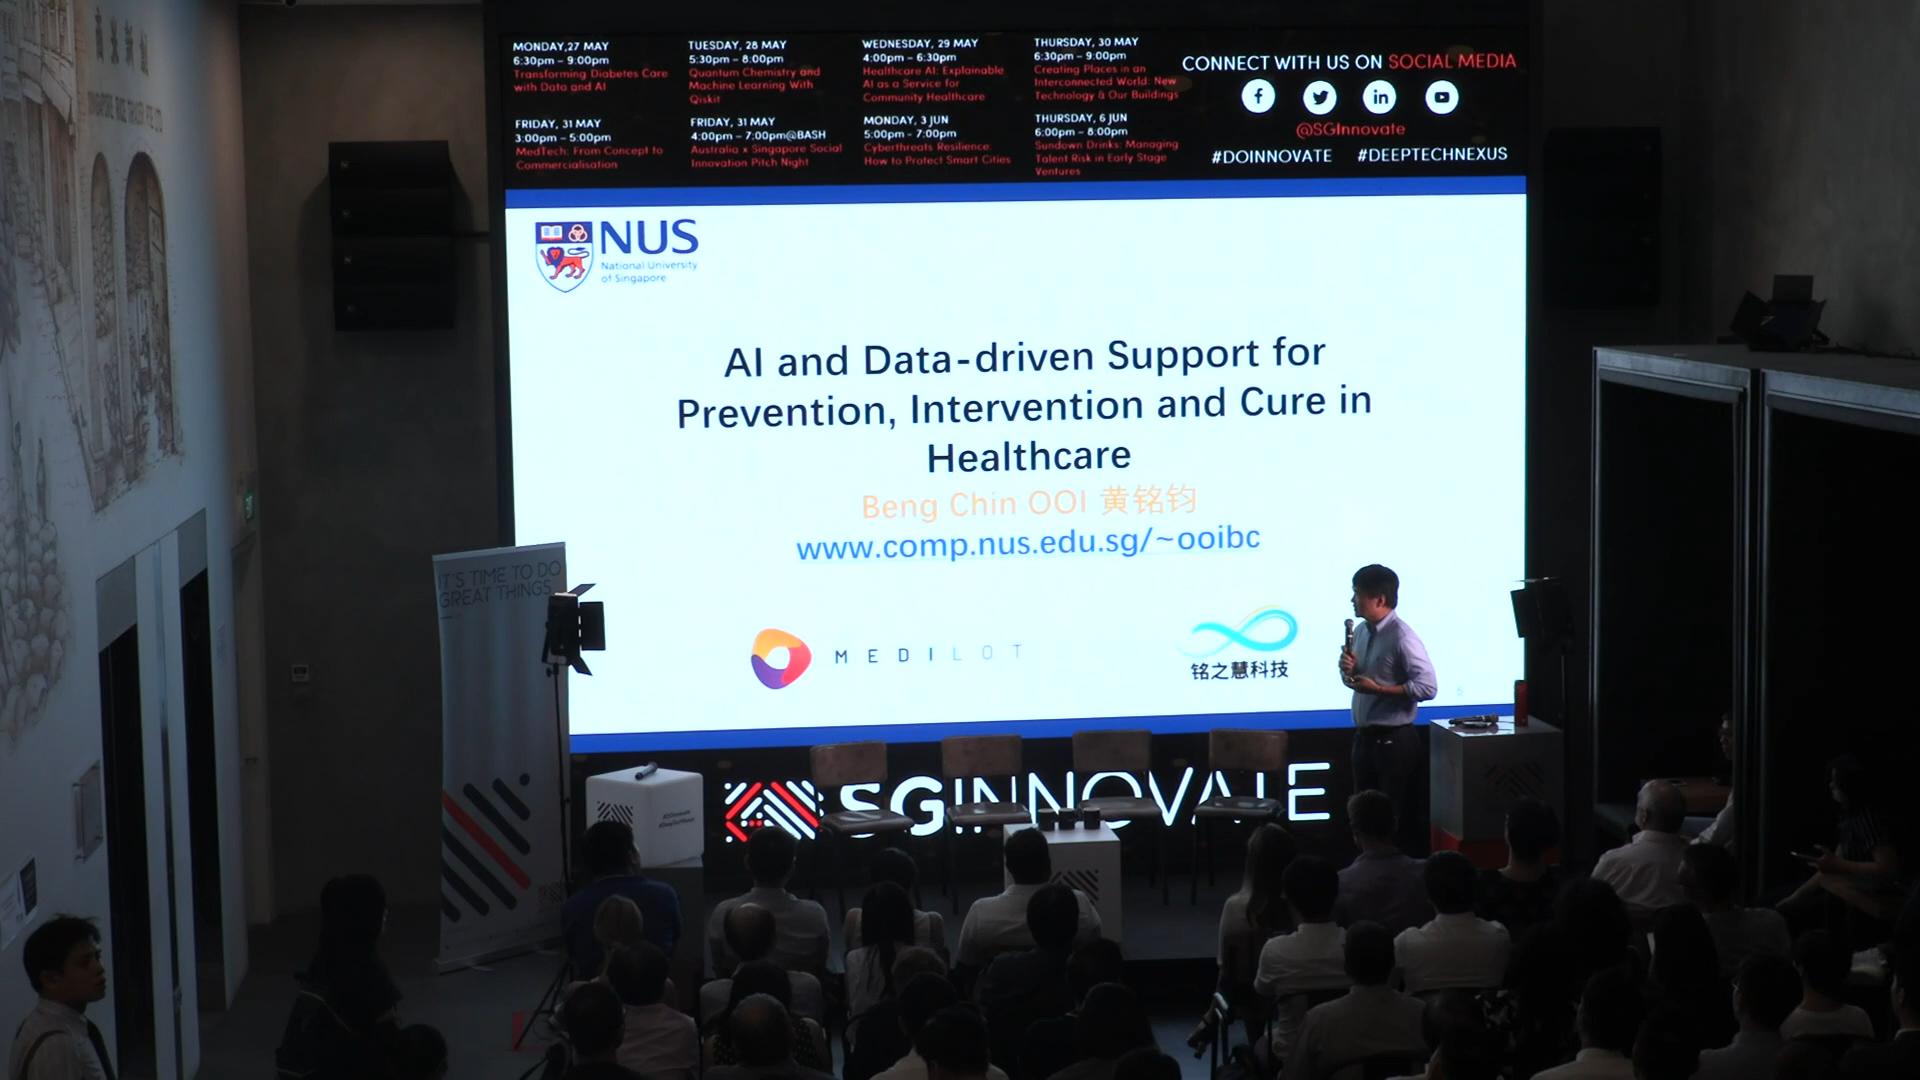 MONDAY, 27 MAY
6:30pm – 9:00pm
Transforming Diabetes Care
with Data and AI
TUESDAY, 28 MAY
5:30pm – 8:00pm
Quantum Chemistry and
Machine Learning With
Qiskit
WEDNESDAY, 29 MAY
4:00pm – 6:30pm
Healthcare AI: Explainable
AI as a Service for
Community Healthcare
THURSDAY, 30 MAY
6:30pm – 9:00pm
Creating Places in an
Interconnected World: New
Technology & Our Buildings
FRIDAY, 31 MAY
3:00pm – 5:00pm
MedTech: From Concept to
Commercialisation
FRIDAY, 31 MAY
4:00pm – 7:00pm@BASH
Australia x Singapore Social
Innovation Pitch Night
MONDAY, 3 JUN
5:00pm – 7:00pm
Cyberthreats Resilience:
How to Protect Smart Cities
THURSDAY, 6 JUN
6:00pm – 8:00pm
Sundown Drinks: Managing
Talent Risk in Early Stage
Ventures
CONNECT WITH US ON SOCIAL MEDIA
@SGInnovate
#DOINNOVATE #DEEPTECHNEXUS
NUS
National University
of Singapore
AI and Data-driven Support for
Prevention, Intervention and Cure in
Healthcare
Beng Chin OOI 黄铭钧
www.comp.nus.edu.sg/~ooibc
MEDILOT
铭之慧科技
IT'S TIME TO DO
GREAT THINGS
SGINNOVATE